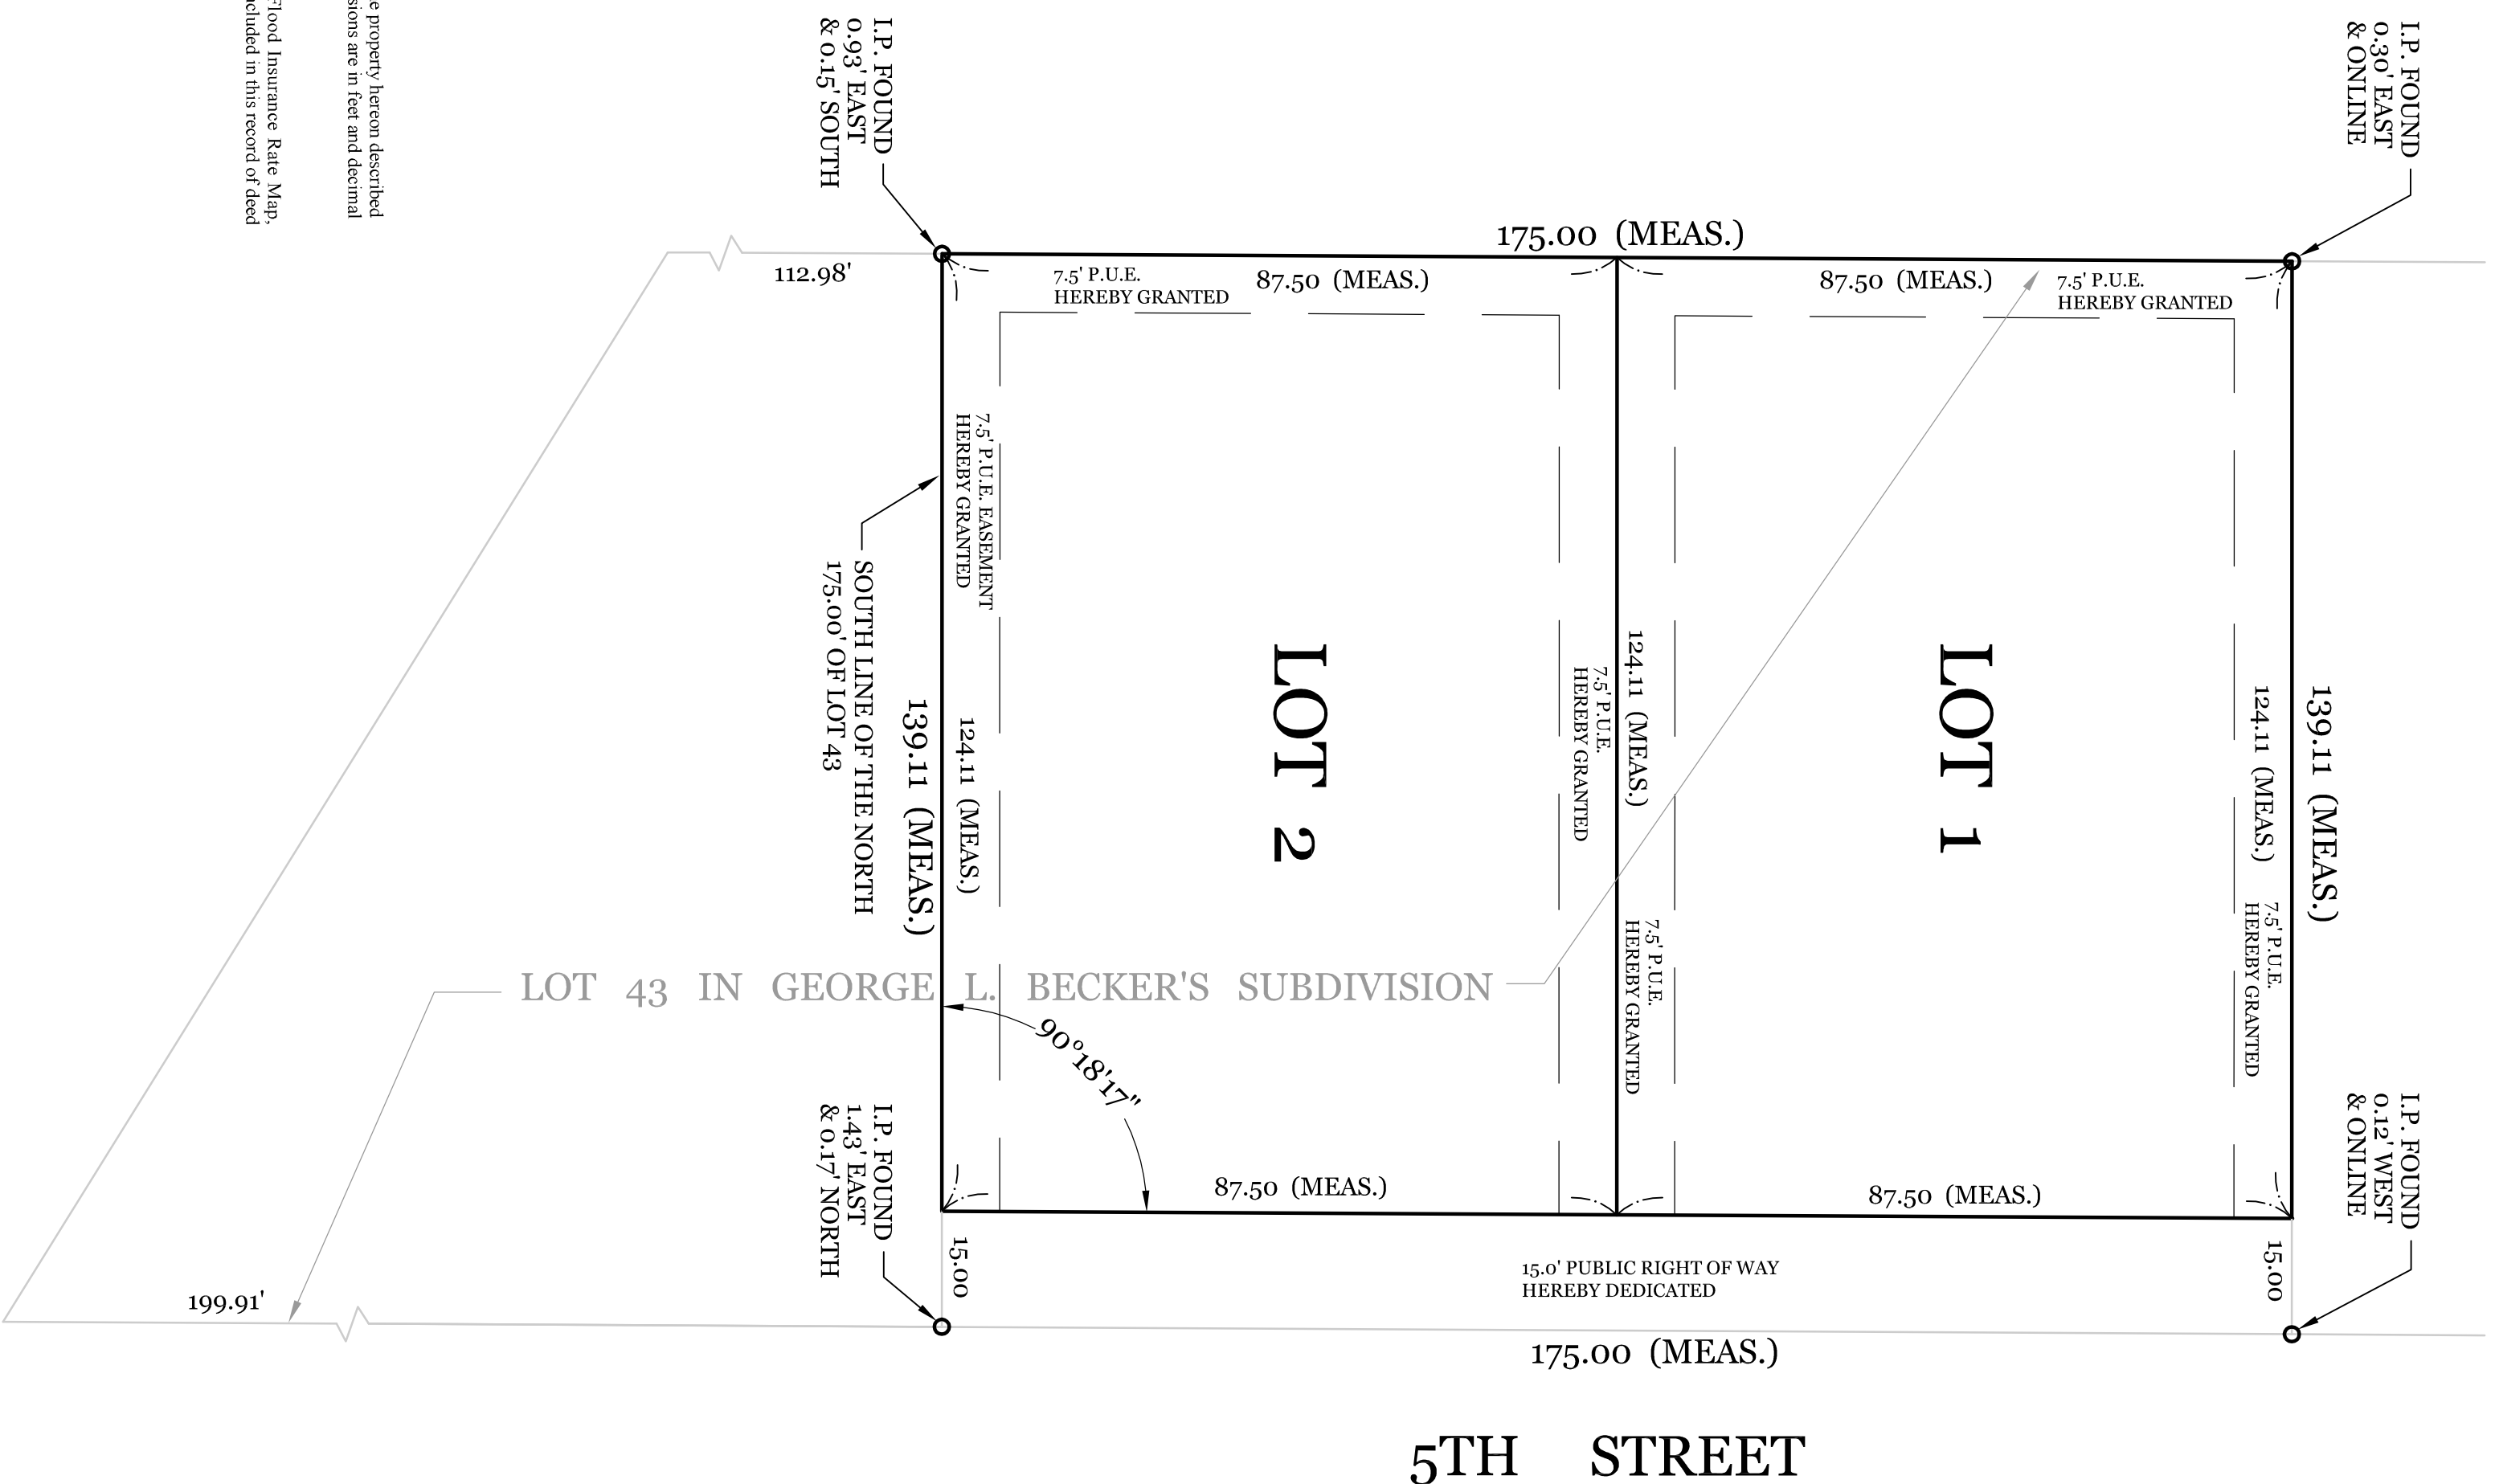 e property hereon described
sions are in feet and decimal
Flood Insurance Rate Map,
ncluded in this record of deed
I.P. FOUND
0.93' EAST
& 0.15' SOUTH
I.P. FOUND
0.30' EAST
& ONLINE
175.00 (MEAS.)
112.98'
7.5' P.U.E.
HEREBY GRANTED
87.50 (MEAS.)
87.50 (MEAS.)
7.5' P.U.E.
HEREBY GRANTED
7.5' P.U.E. EASEMENT
HEREBY GRANTED
SOUTH LINE OF THE NORTH
175.00' OF LOT 43
139.11 (MEAS.)
124.11 (MEAS.)
LOT 2
7.5' P.U.E.
HEREBY GRANTED
124.11 (MEAS.)
7.5' P.U.E.
HEREBY GRANTED
LOT 1
124.11 (MEAS.)
139.11 (MEAS.)
7.5' P.U.E.
HEREBY GRANTED
LOT 43 IN GEORGE L. BECKER'S SUBDIVISION
90°18'17"
I.P. FOUND
1.43' EAST
& 0.17' NORTH
I.P. FOUND
0.12' WEST
& ONLINE
87.50 (MEAS.)
87.50 (MEAS.)
15.00
15.00
15.0' PUBLIC RIGHT OF WAY
HEREBY DEDICATED
199.91'
175.00 (MEAS.)
5TH STREET